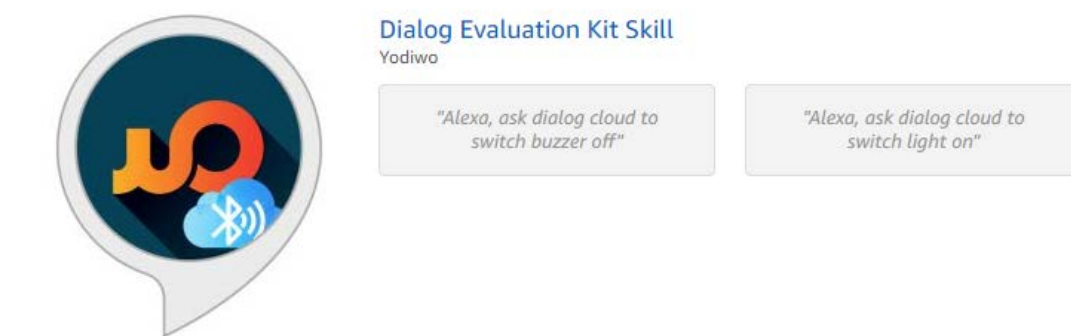 Dialog Evaluation Kit Skill
Yodiwo
"Alexa, ask dialog cloud to
switch buzzer off"
"Alexa, ask dialog cloud to
switch light on"